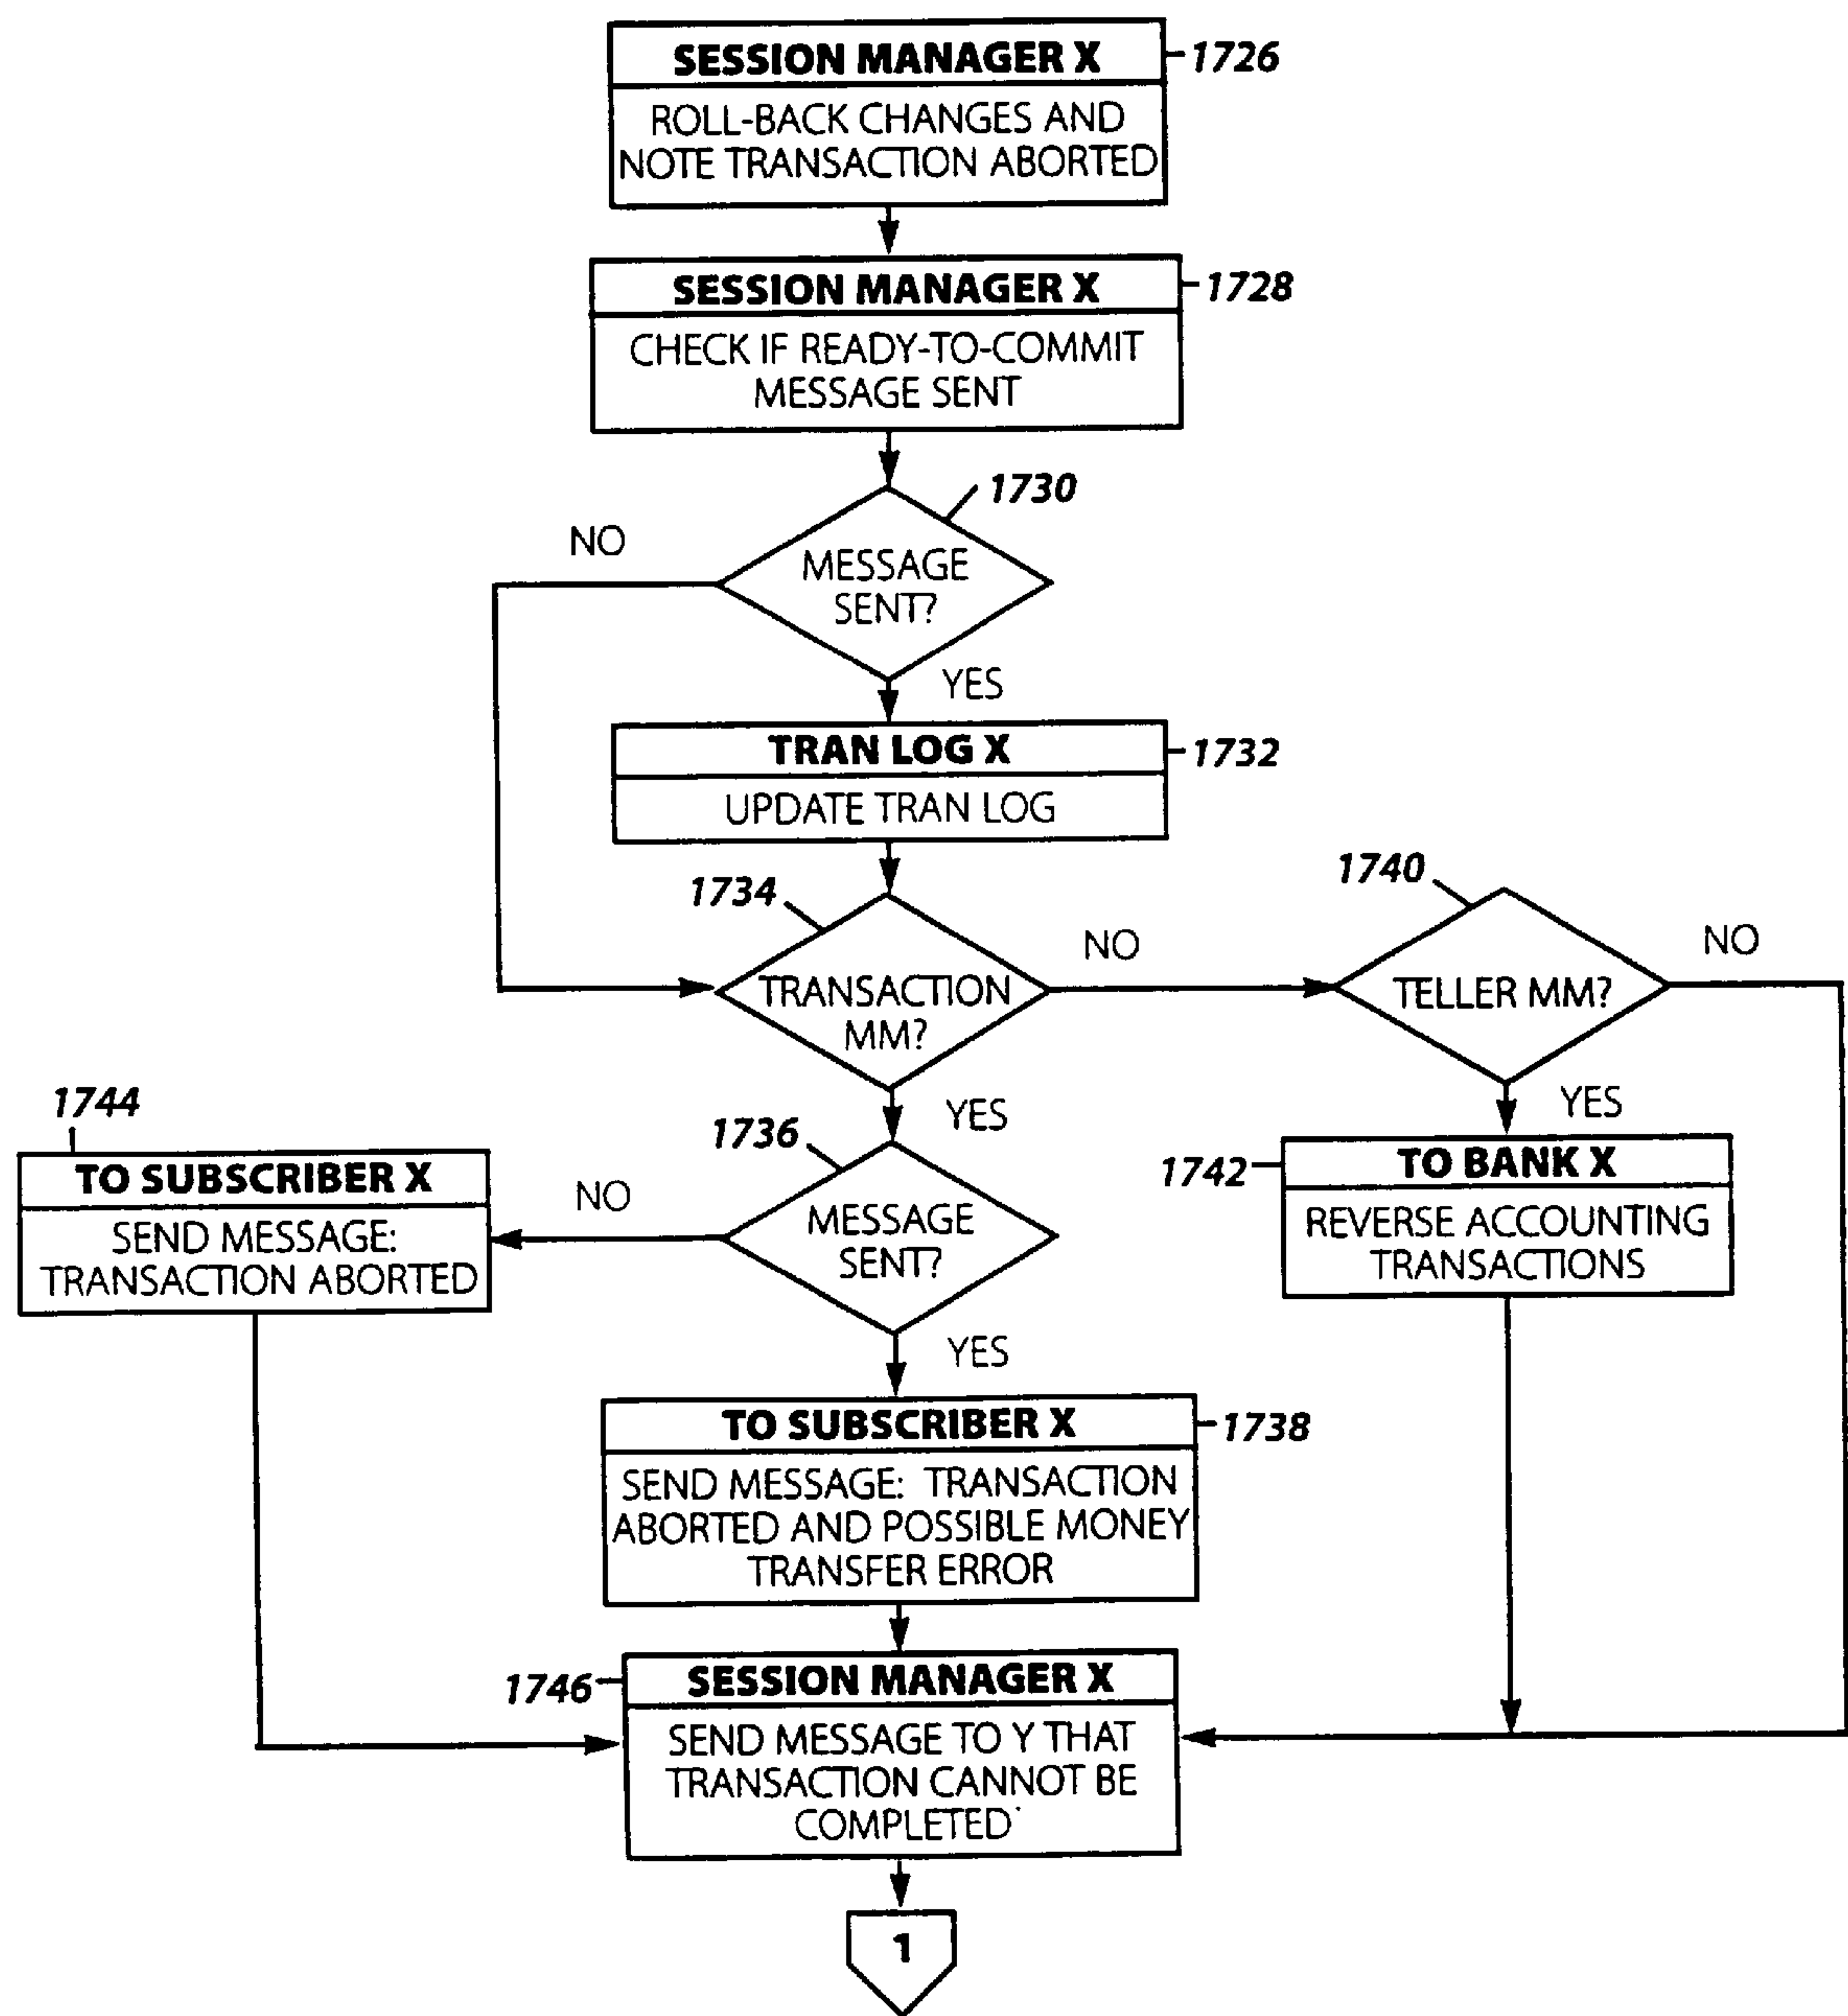 SESSION MANAGER X
1726
ROLL-BACK CHANGES AND
NOTE TRANSACTION ABORTED
SESSION MANAGER X
1728
CHECK IF READY-TO-COMMIT
MESSAGE SENT
1730
NO
MESSAGE
SENT?
YES
TRAN LOG X
1732
UPDATE TRAN LOG
1734
TRANSACTION
MM?
NO
1740
TELLER MM?
NO
YES
YES
1744
TO SUBSCRIBER X
SEND MESSAGE:
TRANSACTION ABORTED
NO
1736
MESSAGE
SENT?
1742
TO BANK X
REVERSE ACCOUNTING
TRANSACTIONS
YES
TO SUBSCRIBER X
1738
SEND MESSAGE: TRANSACTION
ABORTED AND POSSIBLE MONEY
TRANSFER ERROR
1746
SESSION MANAGER X
SEND MESSAGE TO Y THAT
TRANSACTION CANNOT BE
COMPLETED
1